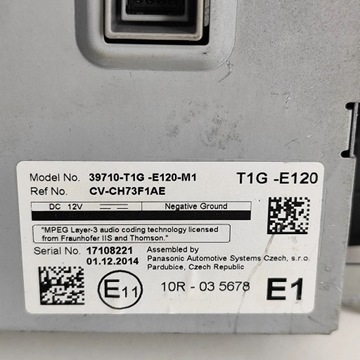 Model No. 39710-T1G -E120-M1 T1G -E120
Ref No. CV-CH73F1AE
DC 12V Negative Ground
"MPEG Layer-3 audio coding technology licensed
from Fraunhofer IIS and Thomson."
Serial No. 17108221
01.12.2014
Assembled by
Panasonic Automotive Systems Czech, s.r.o.
Pardubice, Czech Republic
E11 10R - 03 5678 E1